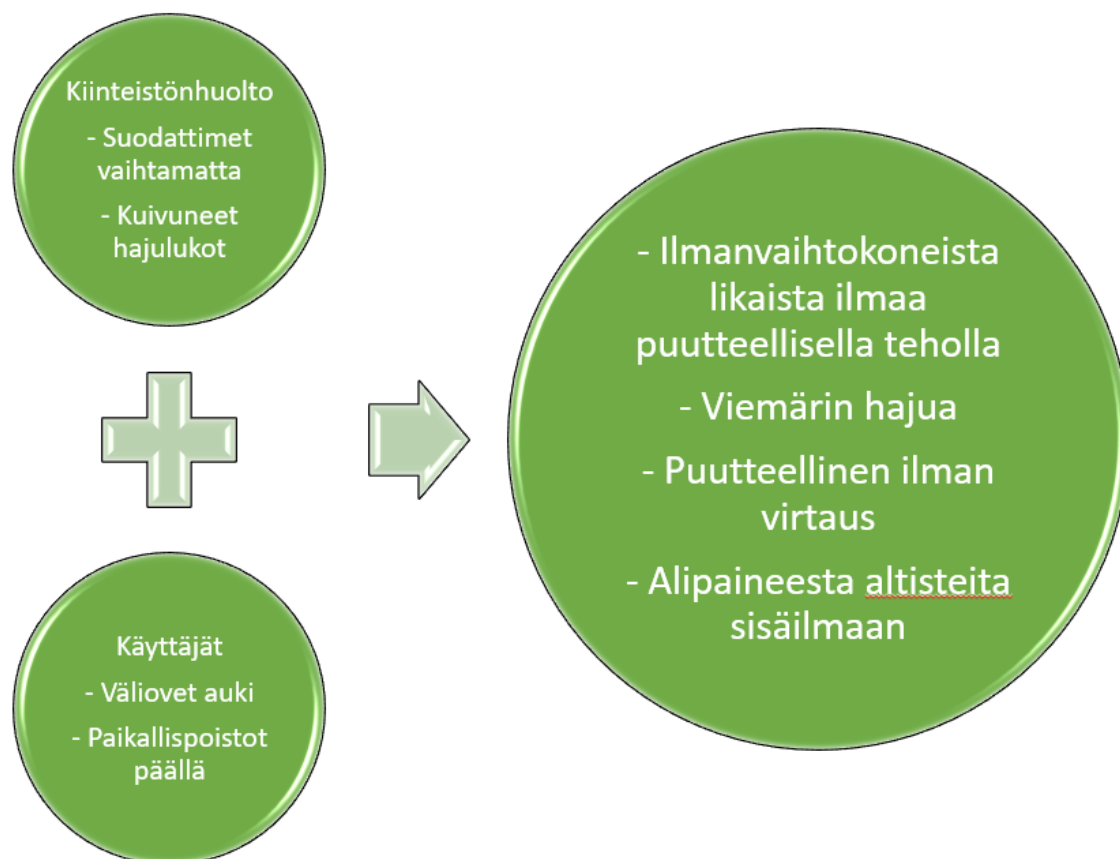 Kiinteistönhuolto
- Suodattimet
vaihtamatta
- Kuivuneet
hajulukot
Käyttäjät
- Väliovet auki
- Paikallispoistot
päällä
- Ilmanvaihtokoneista
likaista ilmaa
puutteellisella teholla
- Viemärin hajua
- Puutteellinen ilman
virtaus
- Alipaineesta altisteita
sisäilmaan